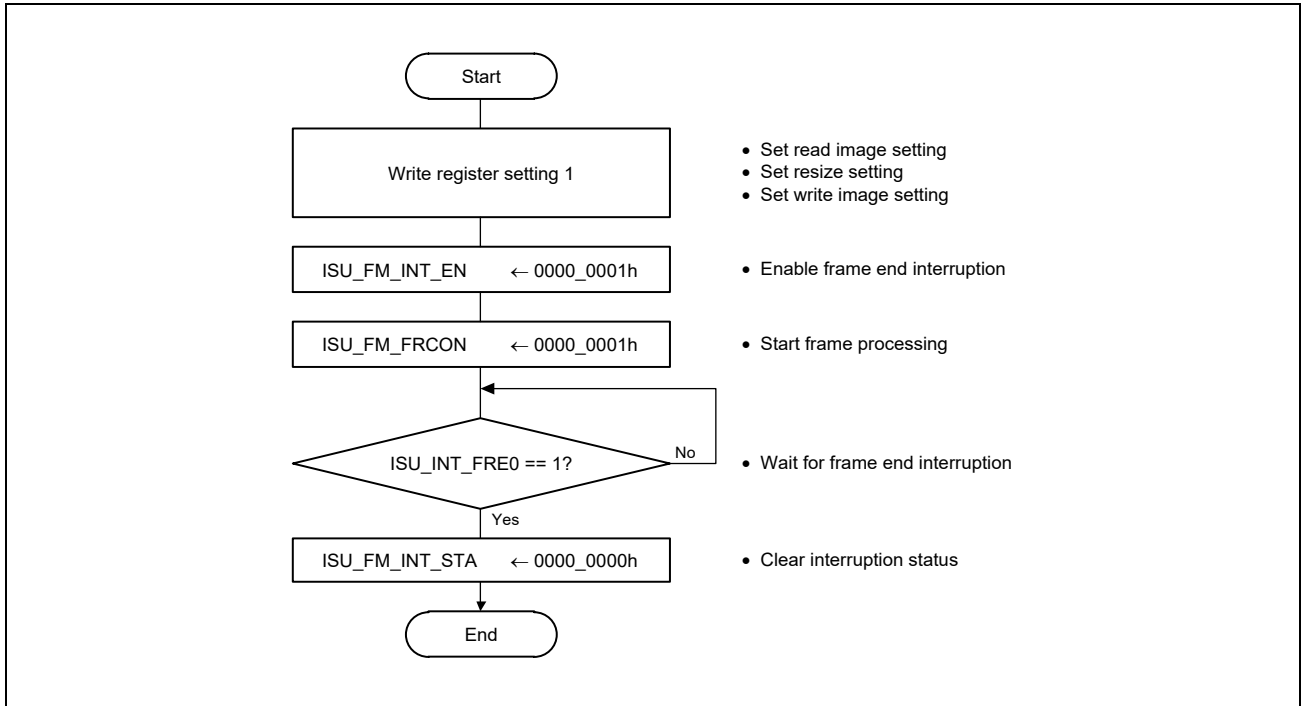 Start
Write register setting 1
• Set read image setting
• Set resize setting
• Set write image setting
ISU_FM_INT_EN ← 0000_0001h
• Enable frame end interruption
ISU_FM_FRCON ← 0000_0001h
• Start frame processing
ISU_INT_FRE0 == 1?
No
• Wait for frame end interruption
Yes
ISU_FM_INT_STA ← 0000_0000h
• Clear interruption status
End